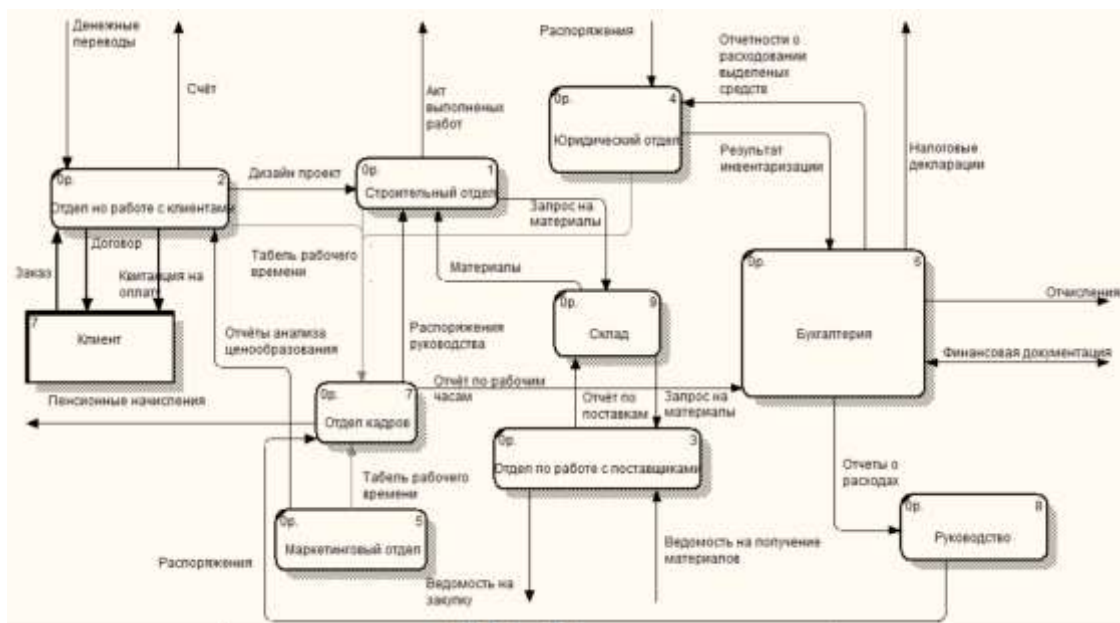 Денежные
переводы
Счёт
Акт
выполненых
работ
Распоряжения
Отчетности о
расходовании
выделеных
средств
0р.
4
Юридический отдел
Результат
инвентаризации
Налоговые
декларации
0р.
2
Отдел но работе с клиентами
Дизайн проект
0р.
1
Строительный отдел
Запрос на
материалы
Заказ
Договор
Квитанция на
оплату
Табель рабочего
времени
Материалы
7
Клиент
Отчёты анализа
ценообразования
Распоряжения
руководства
0р.
9
Склад
0р.
6
Бухгалтерия
Отчисления
Финансовая документация
Пенсионные начисления
0р.
7
Отдел кадров
Отчёт по рабочим
часам
Отчёт по
поставкам
Запрос на
материалы
0р.
3
Отдел по работе с поставщиками
Табель рабочего
времени
0р.
5
Маркетинговый отдел
Отчеты о
расходах
0р.
8
Руководство
Распоряжения
Ведомость на
закупку
Ведомость на получение
материалов